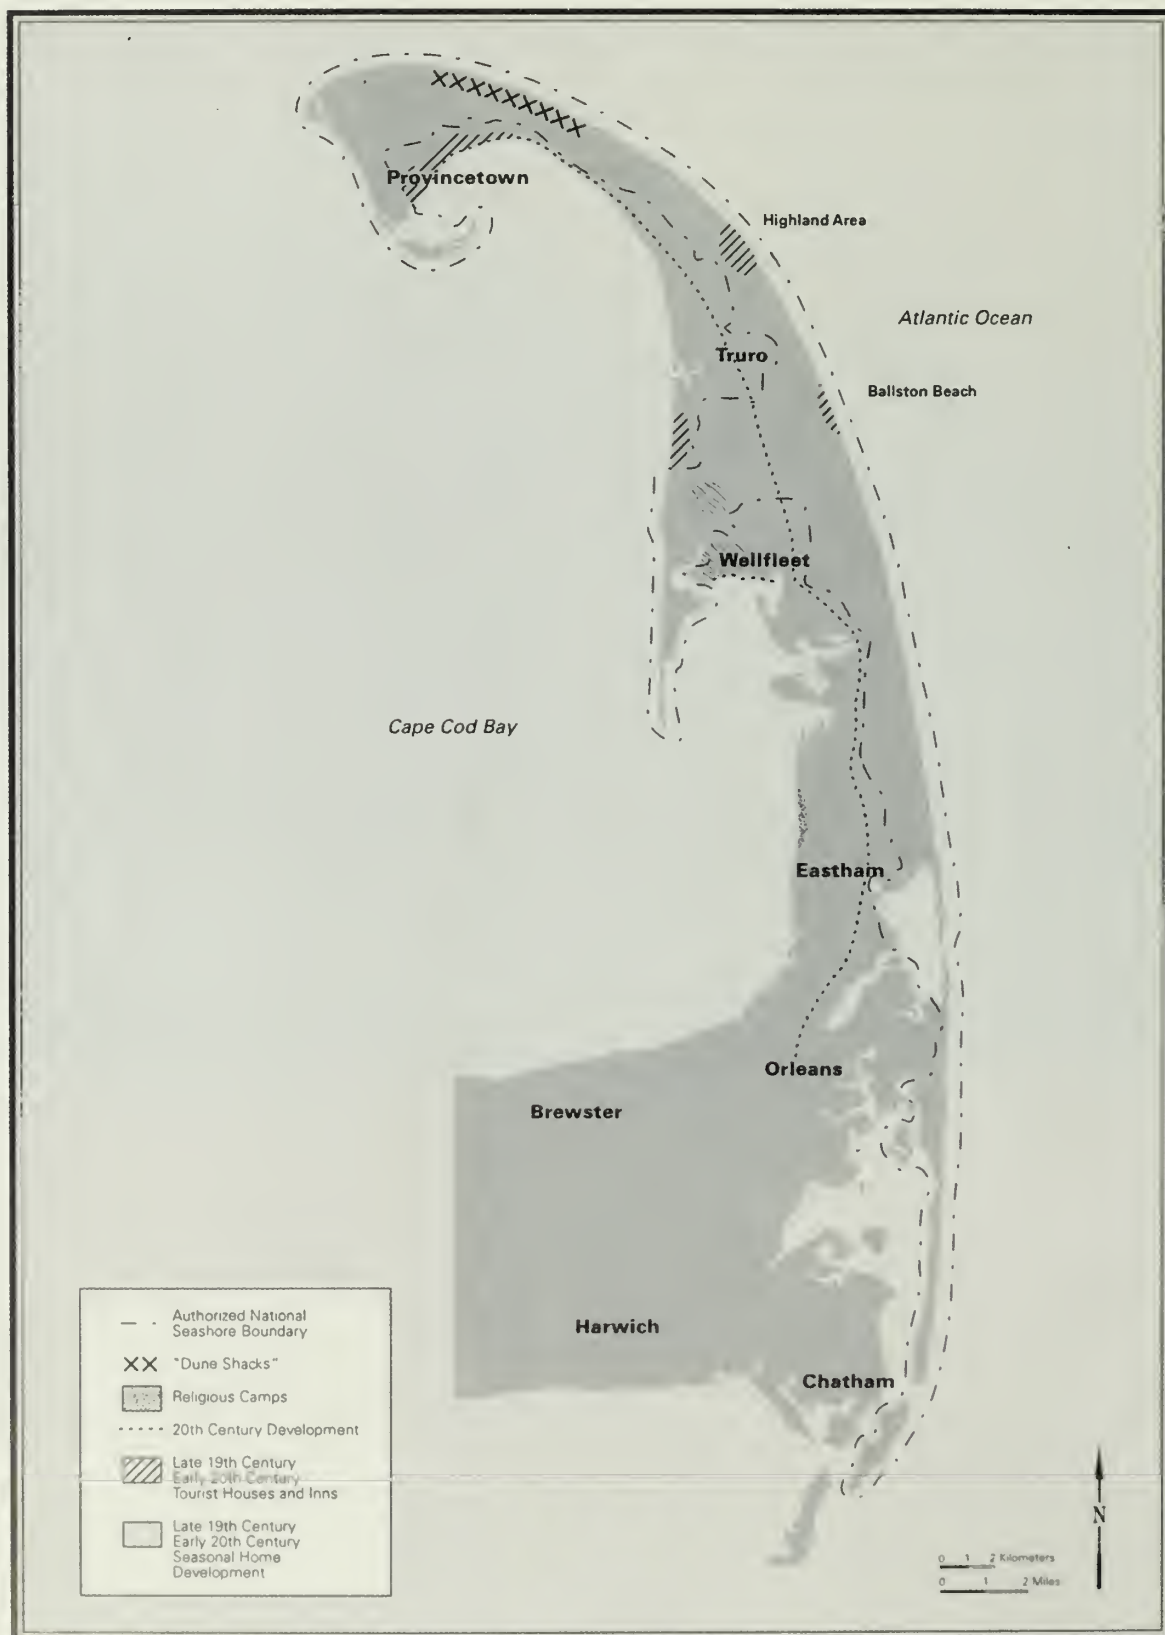 Provincetown
Highland Area
Atlantic Ocean
Truro
Ballston Beach
Wellfleet
Cape Cod Bay
Eastham
Orleans
Brewster
Harwich
Chatham
Authorized National
Seashore Boundary
"Dune Shacks"
Religious Camps
20th Century Development
Late 19th Century
Early 20th Century
Tourist Houses and Inns
Late 19th Century
Early 20th Century
Seasonal Home
Development
N
0 1 2 Kilometers
0 1 2 Miles